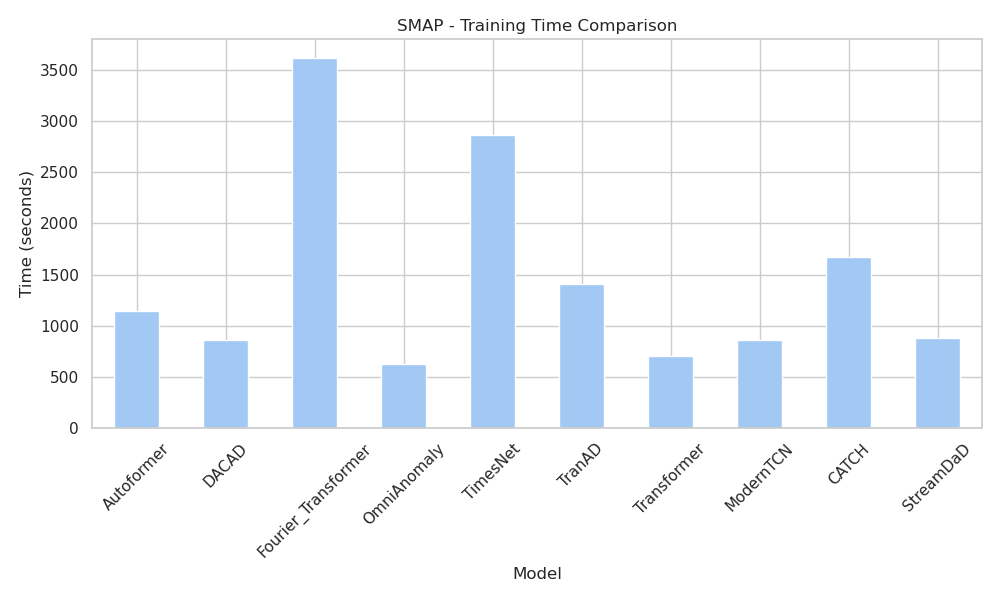 SMAP - Training Time Comparison
Time (seconds)
3500
3000
2500
2000
1500
1000
500
0
Autoformer
DACAD
Fourier_Transformer
OmniAnomaly
TimesNet
TranAD
Transformer
ModernTCN
CATCH
StreamDaD
Model